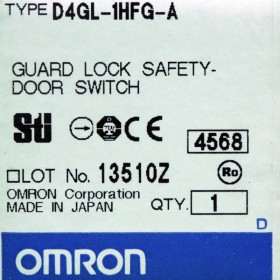 TYPE D4GL-1HFG-A
GUARD LOCK SAFETY-
DOOR SWITCH
Sti CE 4568
LOT No. 13510Z Ro
OMRON Corporation
MADE IN JAPAN QTY. 1
D
OMRON